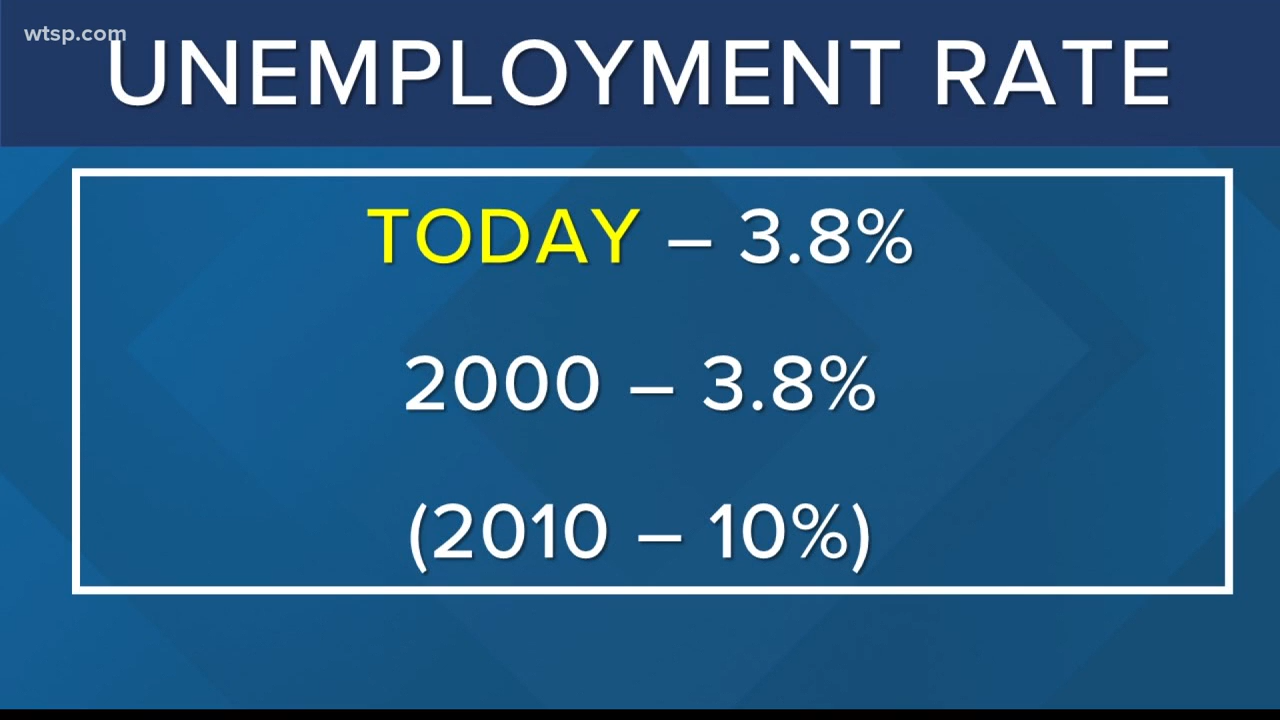 wtsp.com
UNEMPLOYMENT RATE
TODAY – 3.8%
2000 – 3.8%
(2010 – 10%)